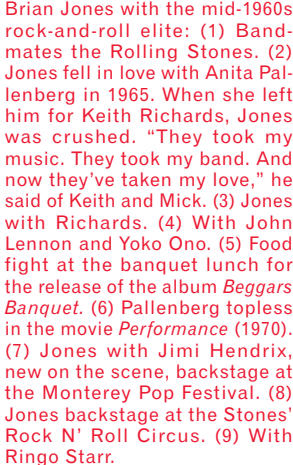 Brian Jones with the mid-1960s
rock-and-roll elite: (1) Band-
mates the Rolling Stones. (2)
Jones fell in love with Anita Pal-
lenberg in 1965. When she left
him for Keith Richards, Jones
was crushed. “They took my
music. They took my band. And
now they’ve taken my love,” he
said of Keith and Mick. (3) Jones
with Richards. (4) With John
Lennon and Yoko Ono. (5) Food
fight at the banquet lunch for
the release of the album Beggars
Banquet. (6) Pallenberg topless
in the movie Performance (1970).
(7) Jones with Jimi Hendrix,
new on the scene, backstage at
the Monterey Pop Festival. (8)
Jones backstage at the Stones’
Rock N’ Roll Circus. (9) With
Ringo Starr.